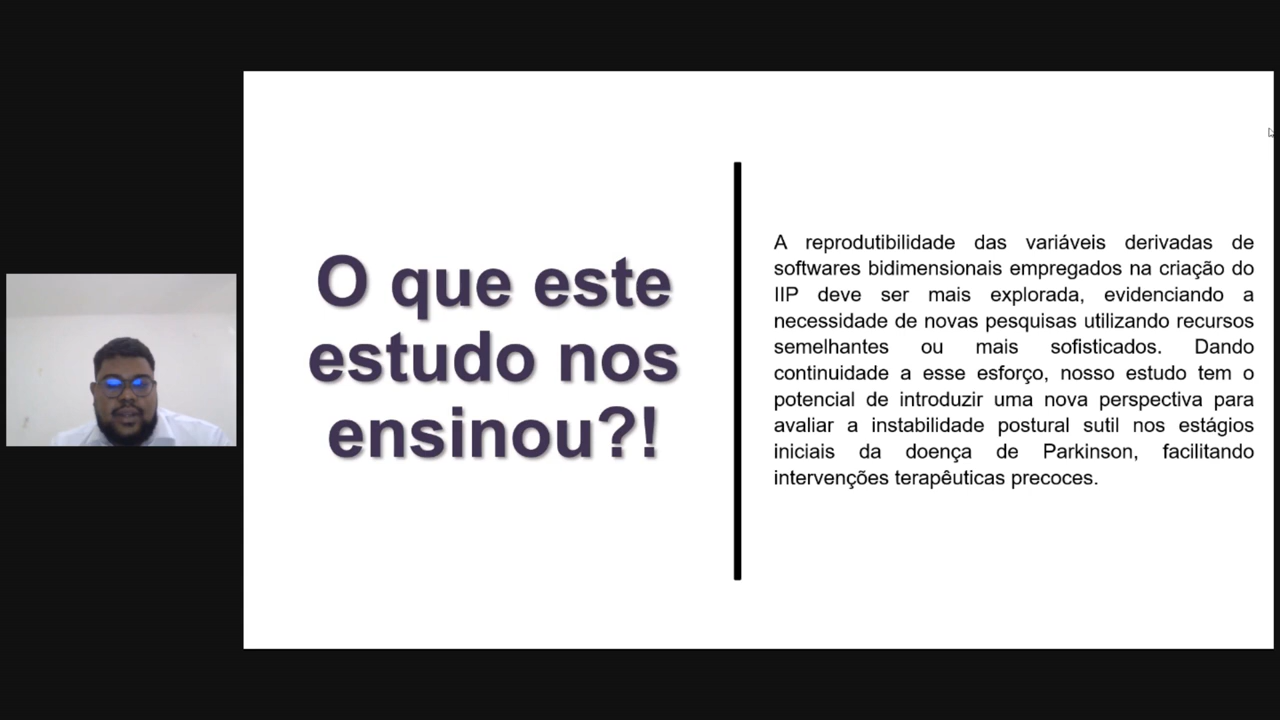 O que este
estudo nos
ensinou?!
A reprodutibilidade das variáveis derivadas de
softwares bidimensionais empregados na criação do
IIP deve ser mais explorada, evidenciando a
necessidade de novas pesquisas utilizando recursos
semelhantes ou mais sofisticados. Dando
continuidade a esse esforço, nosso estudo tem o
potencial de introduzir uma nova perspectiva para
avaliar a instabilidade postural sutil nos estágios
iniciais da doença de Parkinson, facilitando
intervenções terapêuticas precoces.